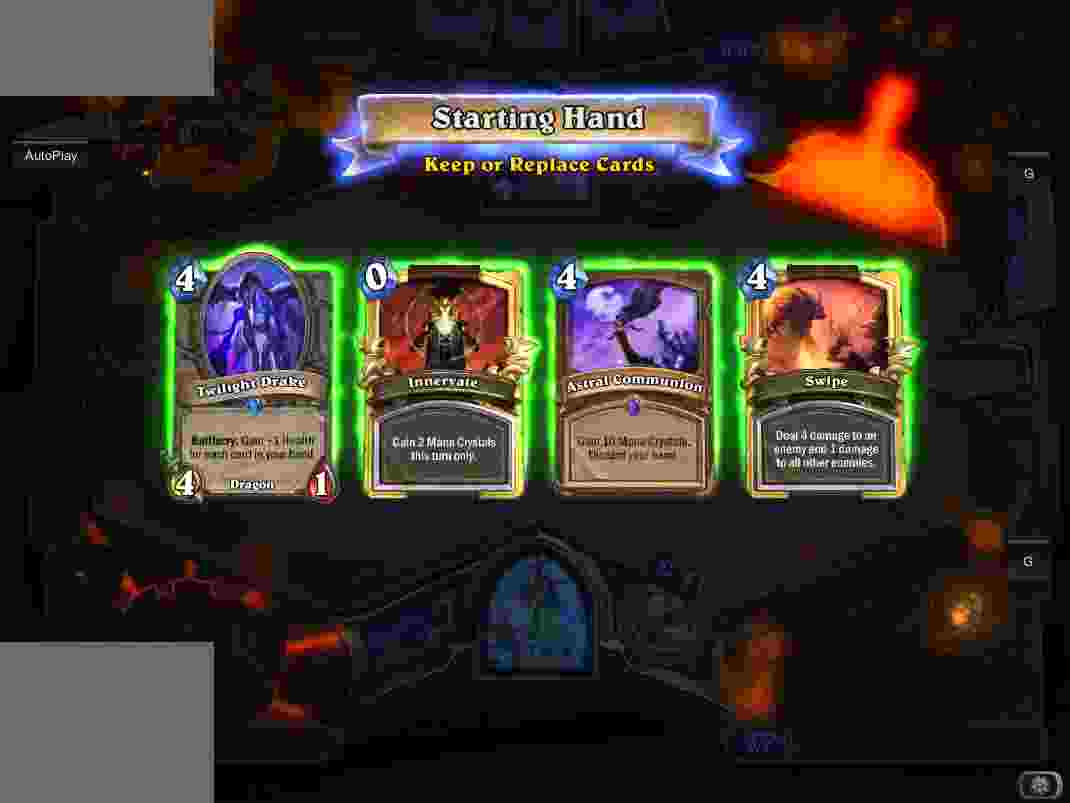 Starting Hand
Keep or Replace Cards
AutoPlay
G
4
Twilight Drake
Battlecry: Gain +1 Health
for each card in your hand.
4
Dragon
1
0
Innervate
Gain 2 Mana Crystals
this turn only.
4
Astral Communion
Gain 10 Mana Crystals.
Discard your hand.
4
Swipe
Deal 4 damage to an
enemy and 1 damage
to all other enemies.
G